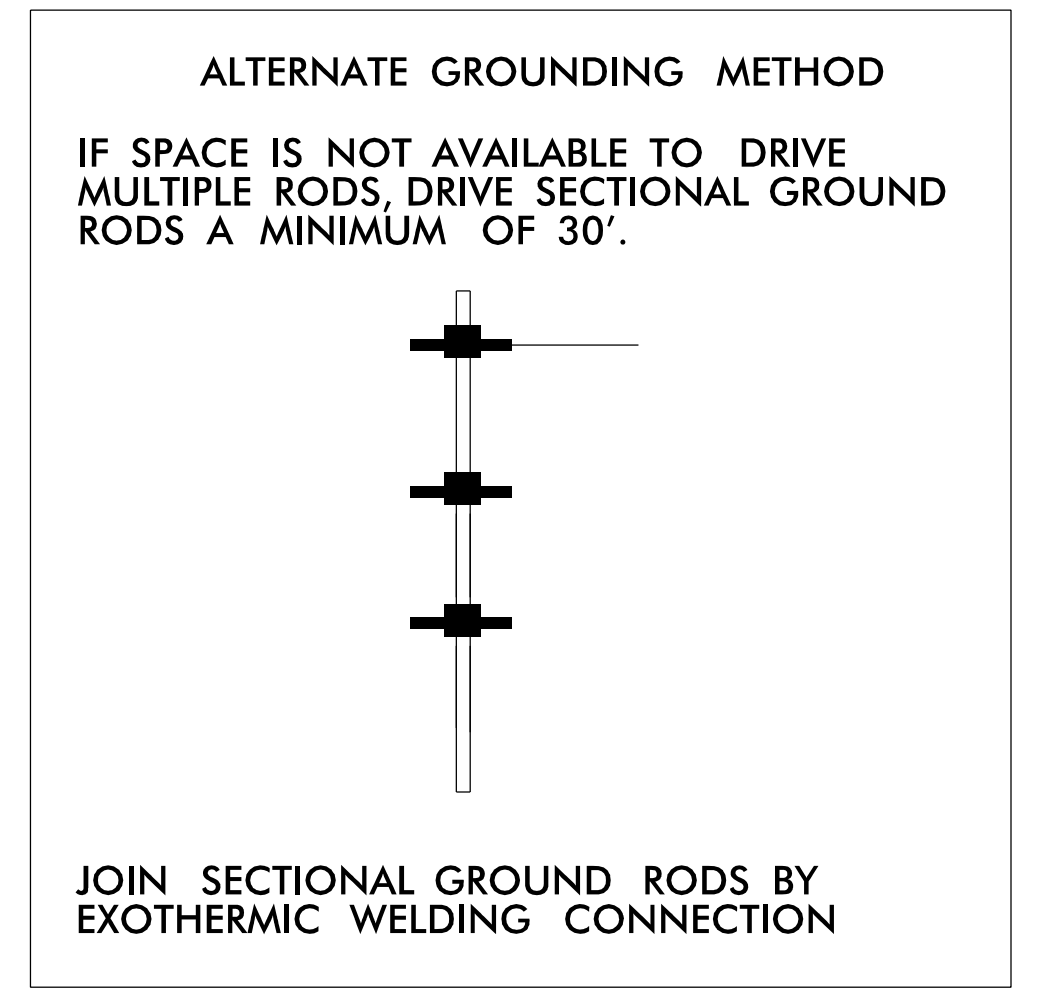 ALTERNATE GROUNDING METHOD
IF SPACE IS NOT AVAILABLE TO DRIVE
MULTIPLE RODS, DRIVE SECTIONAL GROUND
RODS A MINIMUM OF 30'.
JOIN SECTIONAL GROUND RODS BY
EXOTHERMIC WELDING CONNECTION